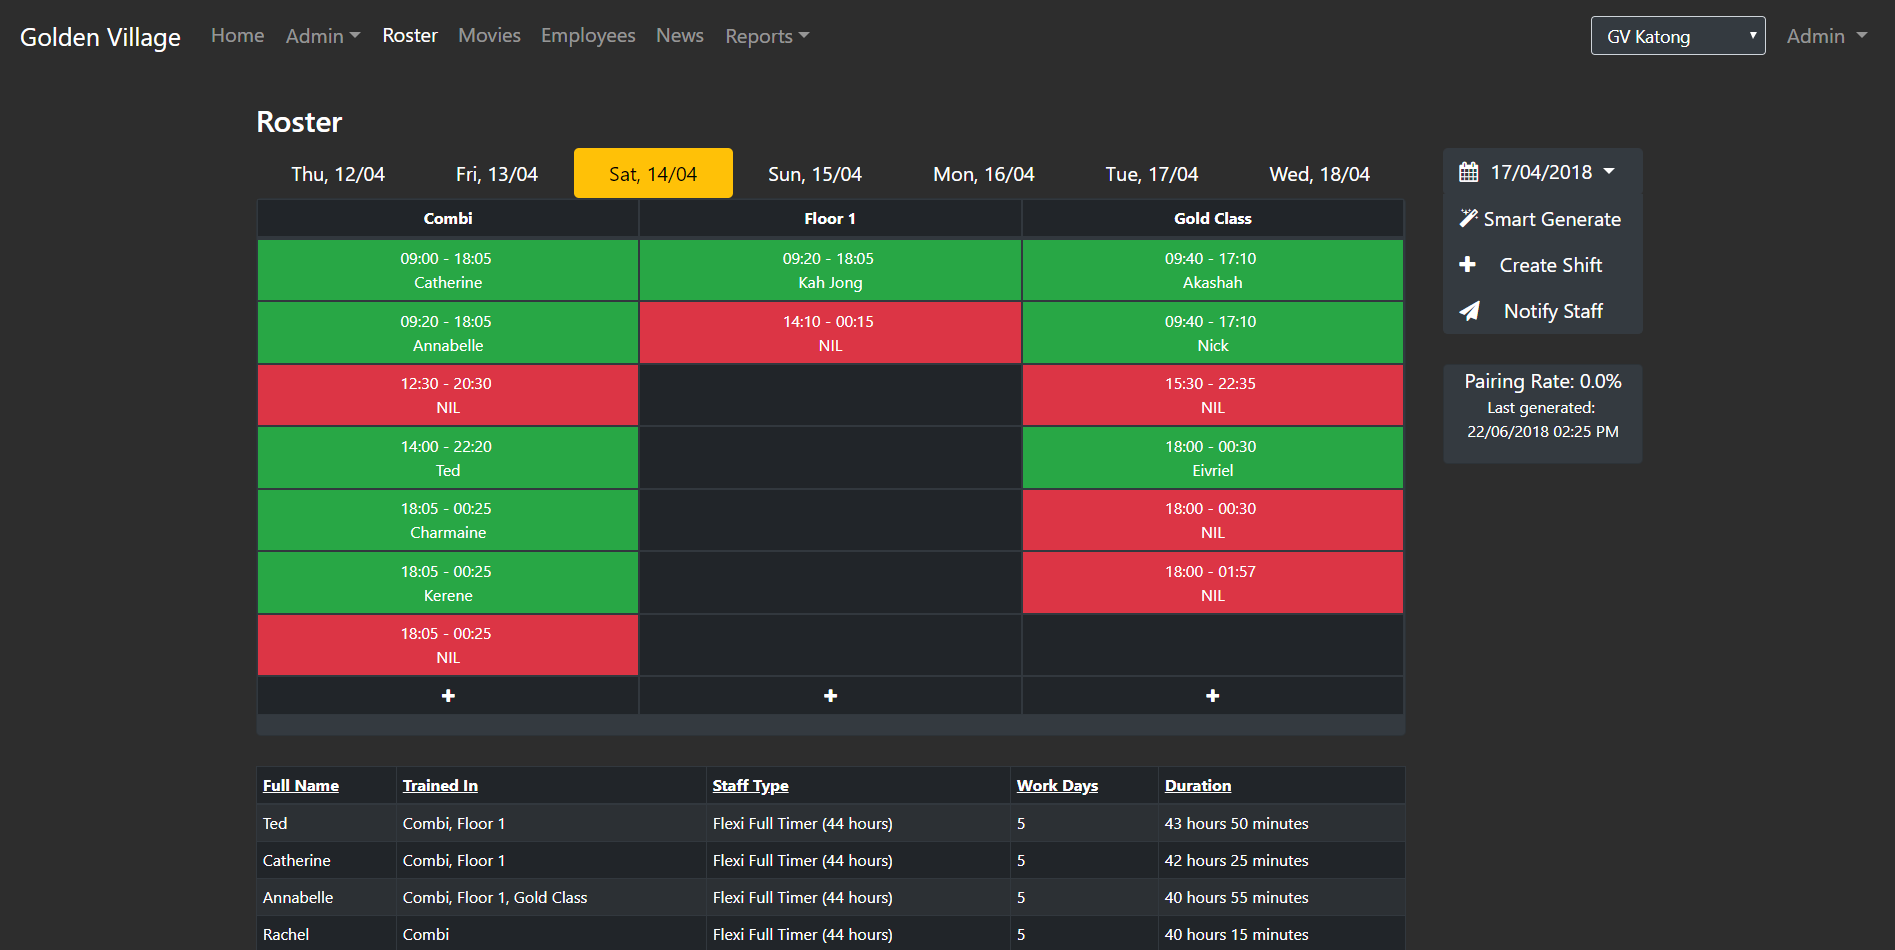 Golden Village Home Admin Roster Movies Employees News Reports GV Katong Admin
Roster
Thu, 12/04 Fri, 13/04 Sat, 14/04 Sun, 15/04 Mon, 16/04 Tue, 17/04 Wed, 18/04
Combi Floor 1 Gold Class
09:00 - 18:05 09:20 - 18:05 09:40 - 17:10
Catherine Kah Jong Akashah
09:20 - 18:05 14:10 - 00:15 09:40 - 17:10
Annabelle NIL Nick
12:30 - 20:30 15:30 - 22:35
NIL NIL
14:00 - 22:20 18:00 - 00:30
Ted Eivriel
18:05 - 00:25 18:00 - 00:30
Charmaine NIL
18:05 - 00:25 18:00 - 01:57
Kerene NIL
18:05 - 00:25
NIL
+ + +
17/04/2018
Smart Generate
+ Create Shift
Notify Staff
Pairing Rate: 0.0%
Last generated:
22/06/2018 02:25 PM
Full Name Trained In Staff Type Work Days Duration
Ted Combi, Floor 1 Flexi Full Timer (44 hours) 5 43 hours 50 minutes
Catherine Combi, Floor 1 Flexi Full Timer (44 hours) 5 42 hours 25 minutes
Annabelle Combi, Floor 1, Gold Class Flexi Full Timer (44 hours) 5 40 hours 55 minutes
Rachel Combi Flexi Full Timer (44 hours) 5 40 hours 15 minutes